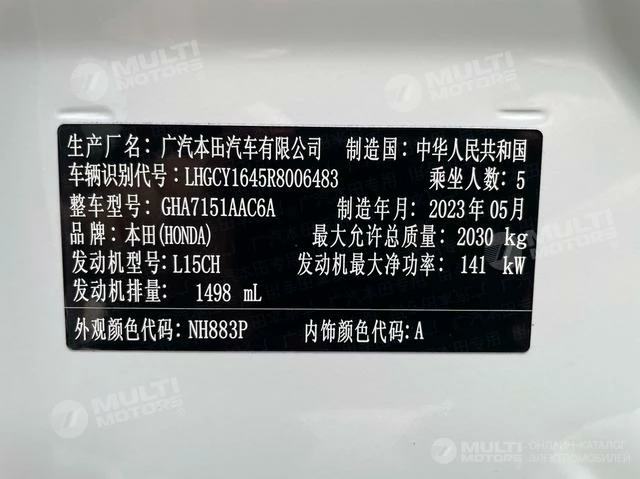 MULTI
MOTORS
MULTI
MOTORS
生产厂名: 广汽本田汽车有限公司 制造国: 中华人民共和国
车辆识别代号: LHGCY1645R8006483 乘坐人数: 5
整车型号: GHA7151AAC6A 制造年月: 2023年05月
品牌: 本田(HONDA) 最大允许总质量: 2030 kg
发动机型号: L15CH 发动机最大净功率: 141 kW
发动机排量: 1498 mL
外观颜色代码: NH883P 内饰颜色代码: A
MULTI
MOTORS
MULTI
MOTORS
ОНЛАЙН-КАТАЛОГ
ЭЛЕКТРОМОБИЛЕЙ